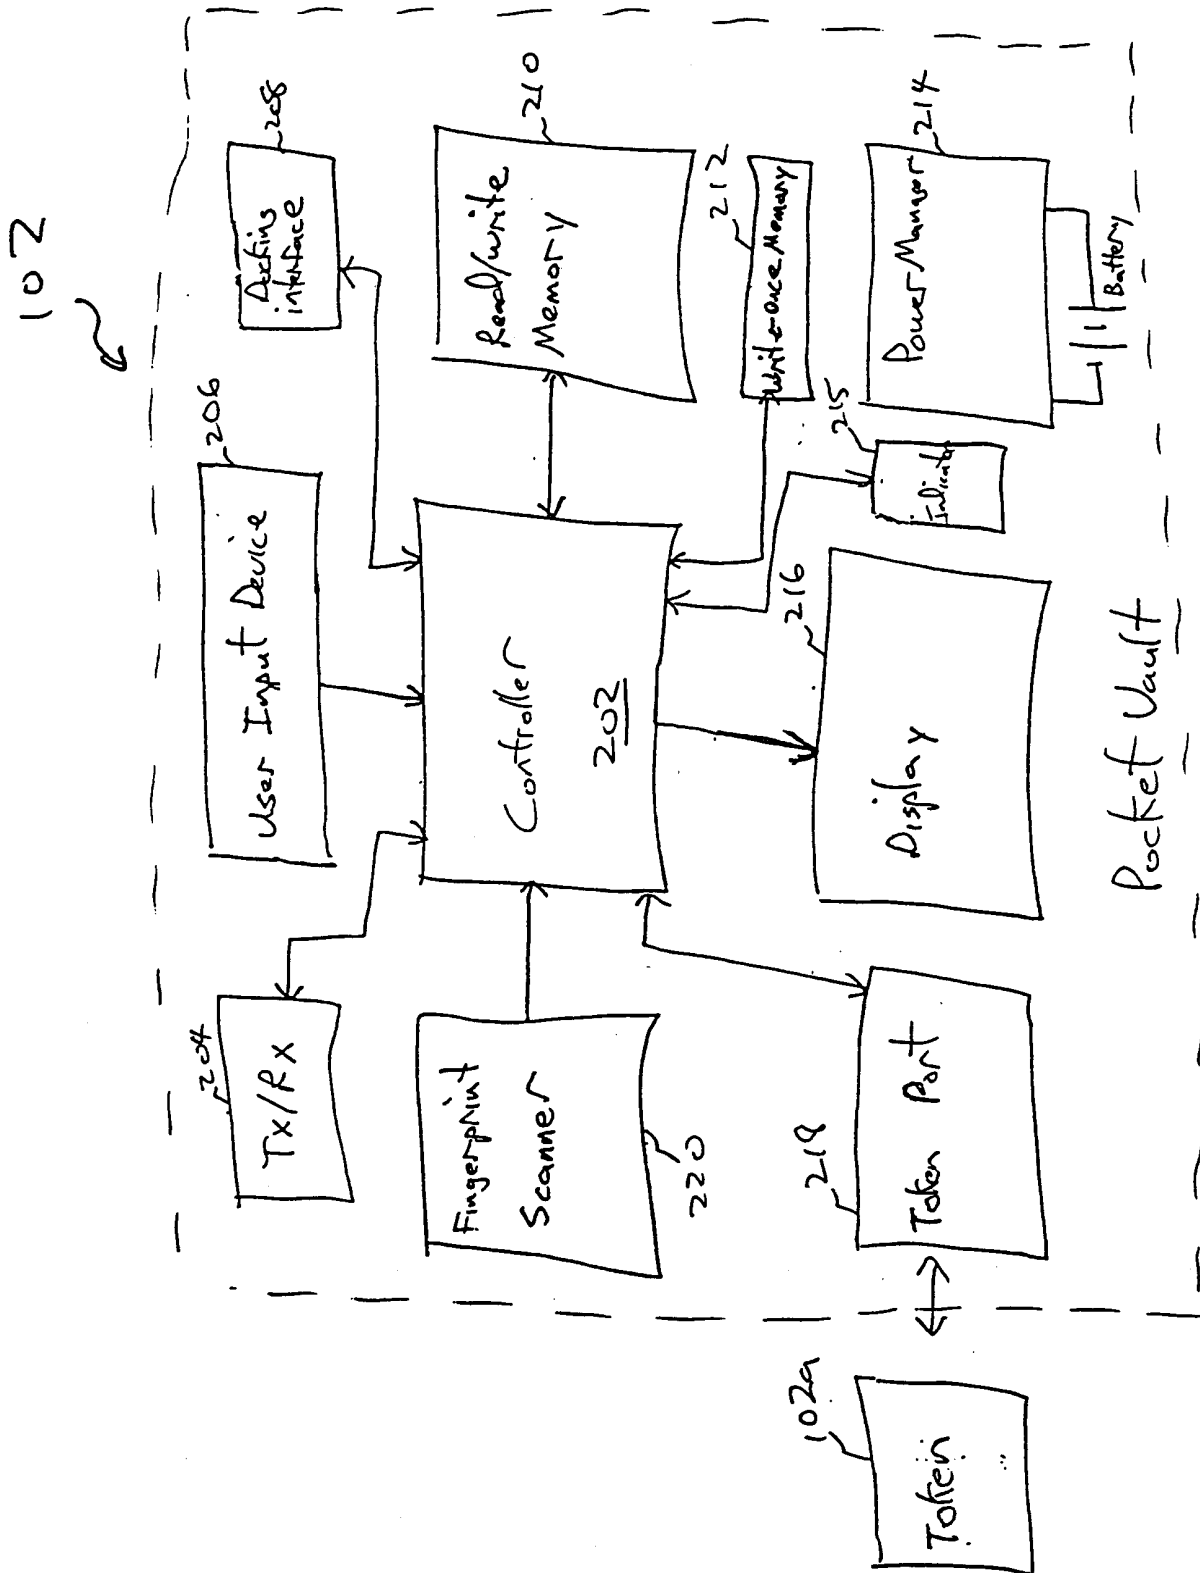 102
204
Tx/Rx
206
User Input Device
208
Docking
interface
Fingerprint
Scanner
220
Controller
202
Read/write
Memory
210
212
Write-once Memory
102a
Token
218
Token Port
216
Display
215
Indicator
214
Power Manager
Battery
Pocket Vault